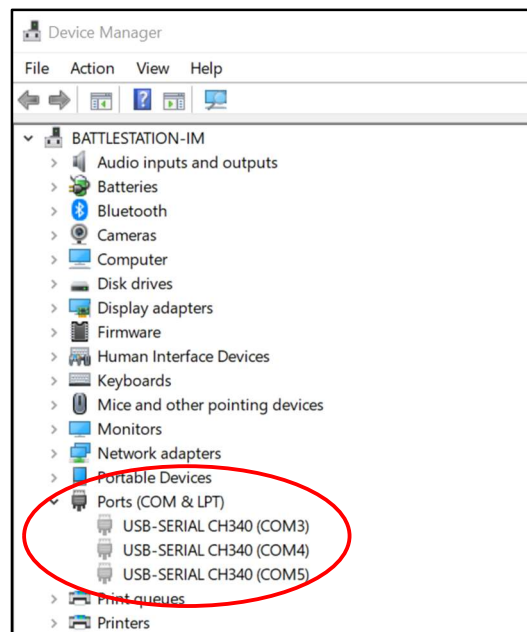 Device Manager
File Action View Help
BATTLESTATION-IM
Audio inputs and outputs
Batteries
Bluetooth
Cameras
Computer
Disk drives
Display adapters
Firmware
Human Interface Devices
Keyboards
Mice and other pointing devices
Monitors
Network adapters
Portable Devices
Ports (COM & LPT)
USB-SERIAL CH340 (COM3)
USB-SERIAL CH340 (COM4)
USB-SERIAL CH340 (COM5)
Print queues
Printers